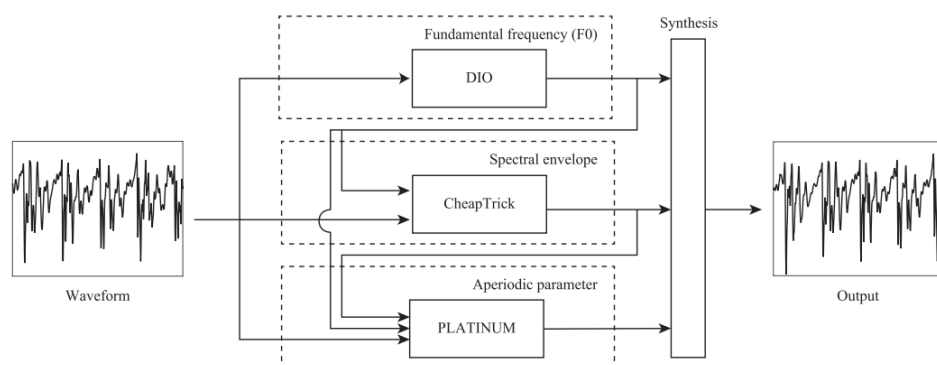 Fundamental frequency (F0)
Synthesis
DIO
Spectral envelope
CheapTrick
Waveform
Output
Aperiodic parameter
PLATINUM